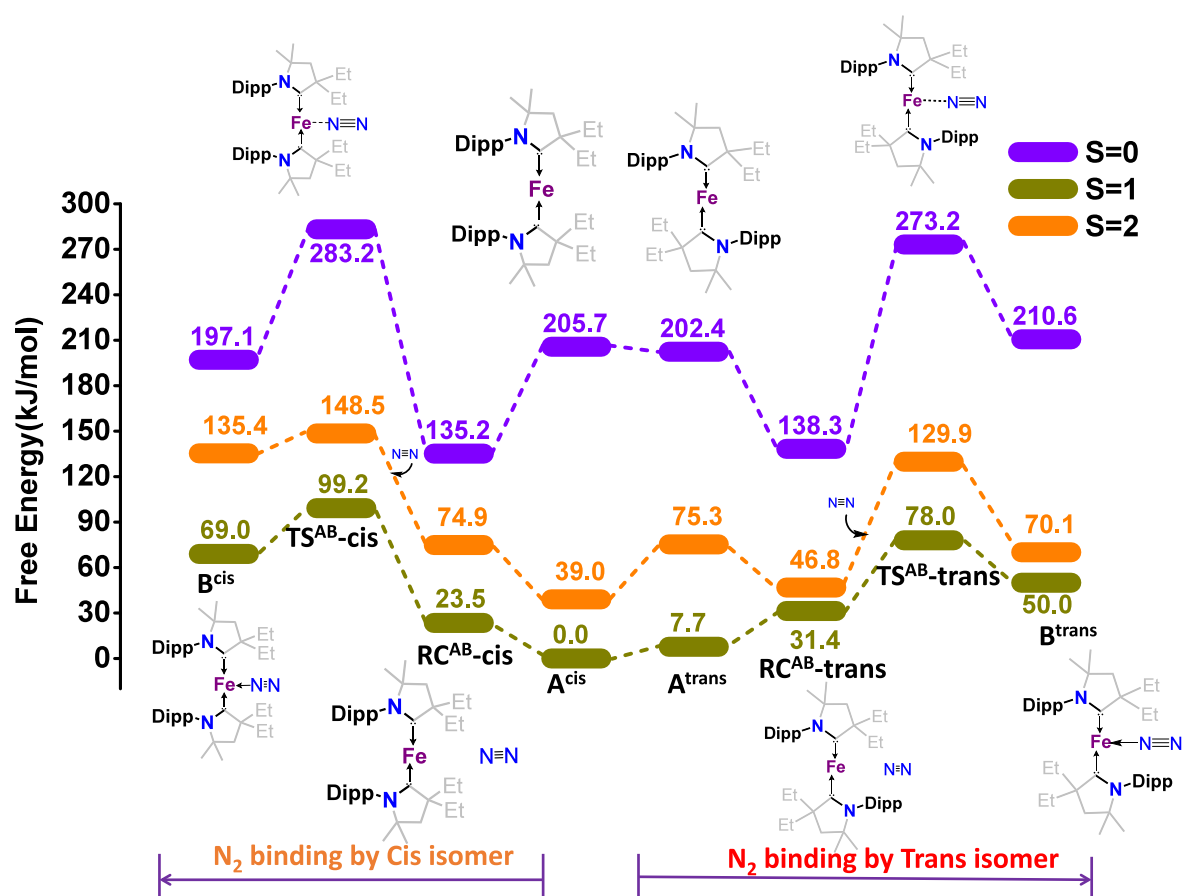 Dipp N Et
Et
Fe N≡N
Dipp N Et
Et
Dipp N Et
Et
Fe
Dipp N Et
Et
Dipp N Et
Et
Fe
Et
Et N Dipp
Dipp N Et
Et
Fe N≡N
Et
Et N Dipp
S=0
S=1
S=2
Free Energy(kJ/mol)
300
270
240
210
180
150
120
90
60
30
0
197.1
283.2
135.2
205.7
202.4
138.3
273.2
210.6
135.4
148.5
N≡N
74.9
39.0
75.3
46.8
N≡N
129.9
70.1
69.0
99.2
23.5
0.0
7.7
31.4
78.0
50.0
B^cis
TS^AB-cis
RC^AB-cis
A^cis
A^trans
RC^AB-trans
TS^AB-trans
B^trans
Dipp N Et
Et
Fe N≡N
Dipp N Et
Et
Dipp N Et
Et
Fe N≡N
Dipp N Et
Et
Dipp N Et
Et
Fe N≡N
Et
Et N Dipp
Dipp N Et
Et
Fe N≡N
Et
Et N Dipp
N₂ binding by Cis isomer
N₂ binding by Trans isomer